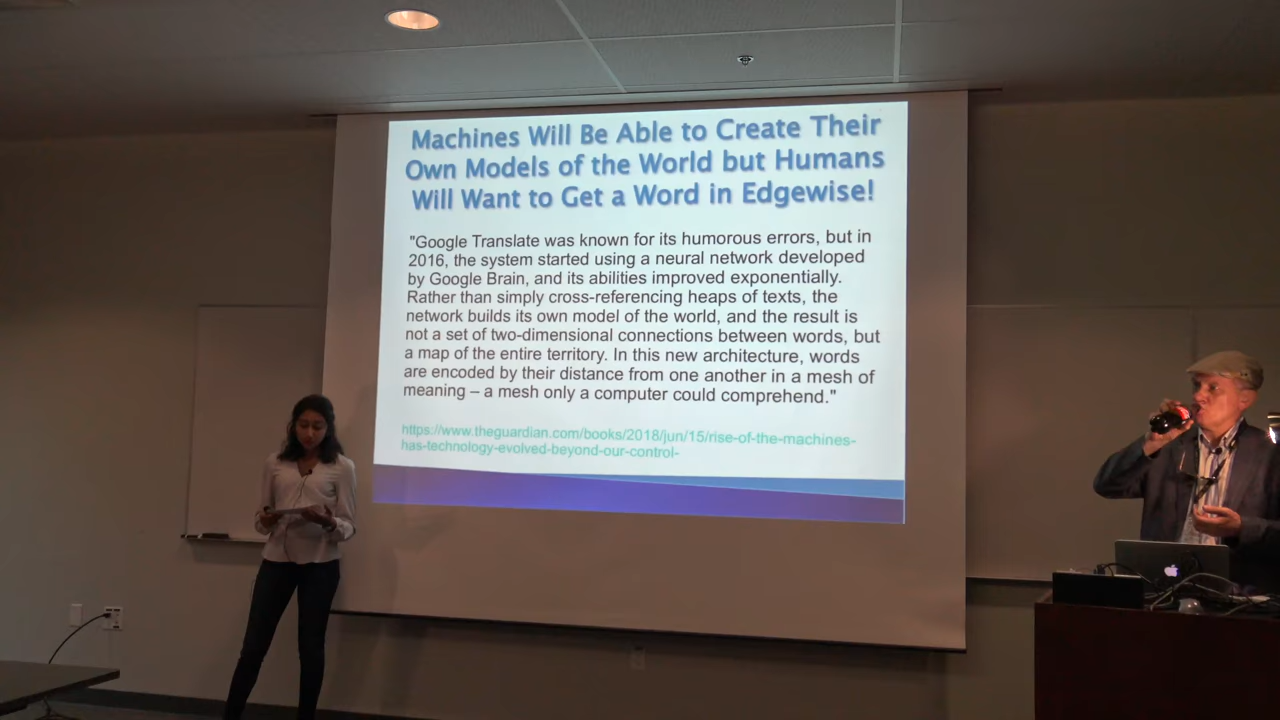 Machines Will Be Able to Create Their
Own Models of the World but Humans
Will Want to Get a Word in Edgewise!
"Google Translate was known for its humorous errors, but in
2016, the system started using a neural network developed
by Google Brain, and its abilities improved exponentially.
Rather than simply cross-referencing heaps of texts, the
network builds its own model of the world, and the result is
not a set of two-dimensional connections between words, but
a map of the entire territory. In this new architecture, words
are encoded by their distance from one another in a mesh of
meaning – a mesh only a computer could comprehend."
https://www.theguardian.com/books/2018/jun/15/rise-of-the-machines-
has-technology-evolved-beyond-our-control-